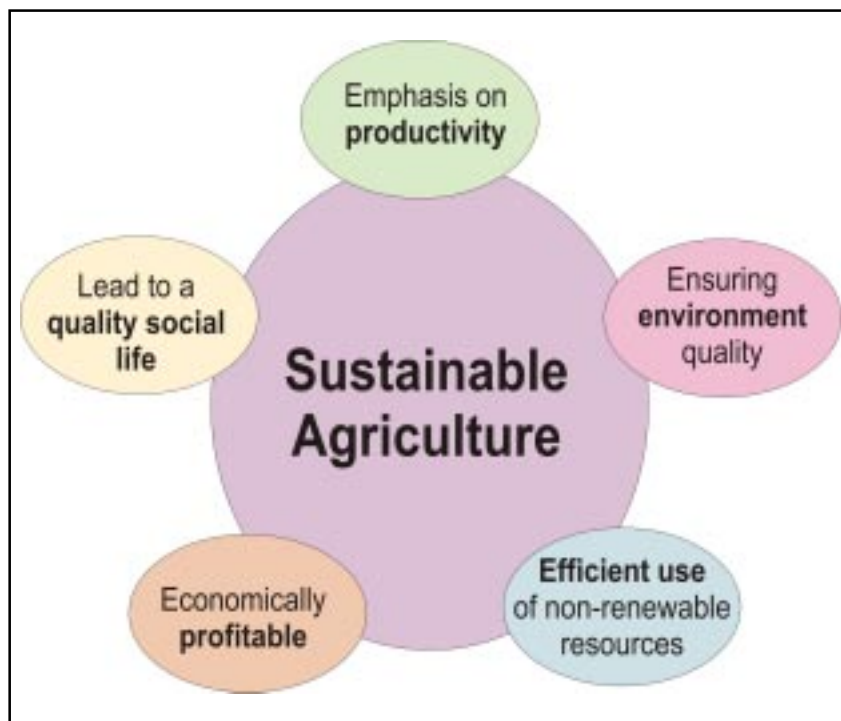 Emphasis on
productivity
Lead to a
quality social
life
Ensuring
environment
quality
Sustainable
Agriculture
Economically
profitable
Efficient use
of non-renewable
resources